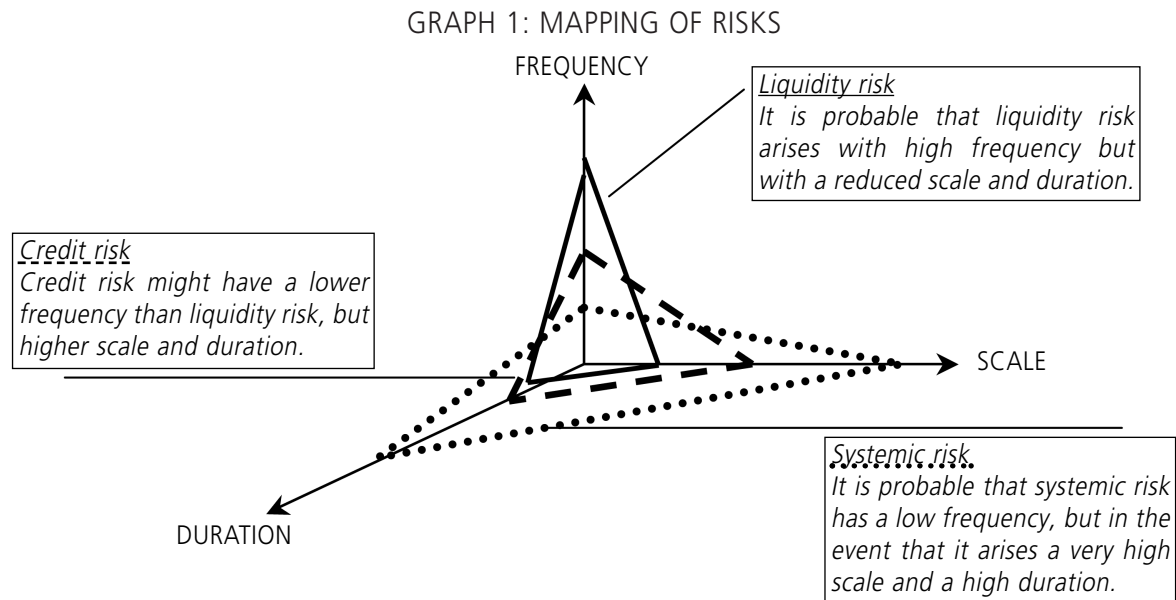 GRAPH 1: MAPPING OF RISKS
FREQUENCY
Liquidity risk
It is probable that liquidity risk
arises with high frequency but
with a reduced scale and duration.
Credit risk
Credit risk might have a lower
frequency than liquidity risk, but
higher scale and duration.
SCALE
Systemic risk
It is probable that systemic risk
has a low frequency, but in the
event that it arises a very high
scale and a high duration.
DURATION